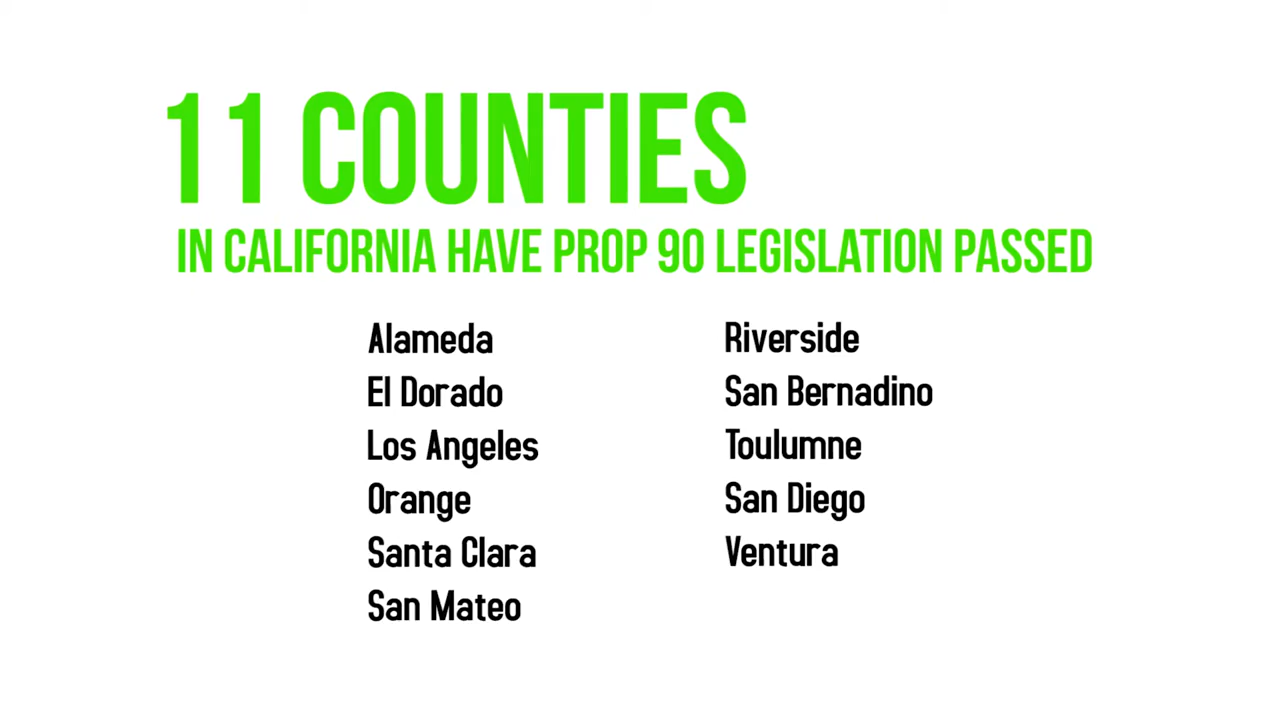 11 COUNTIES
IN CALIFORNIA HAVE PROP 90 LEGISLATION PASSED
Alameda
El Dorado
Los Angeles
Orange
Santa Clara
San Mateo
Riverside
San Bernadino
Toulumne
San Diego
Ventura